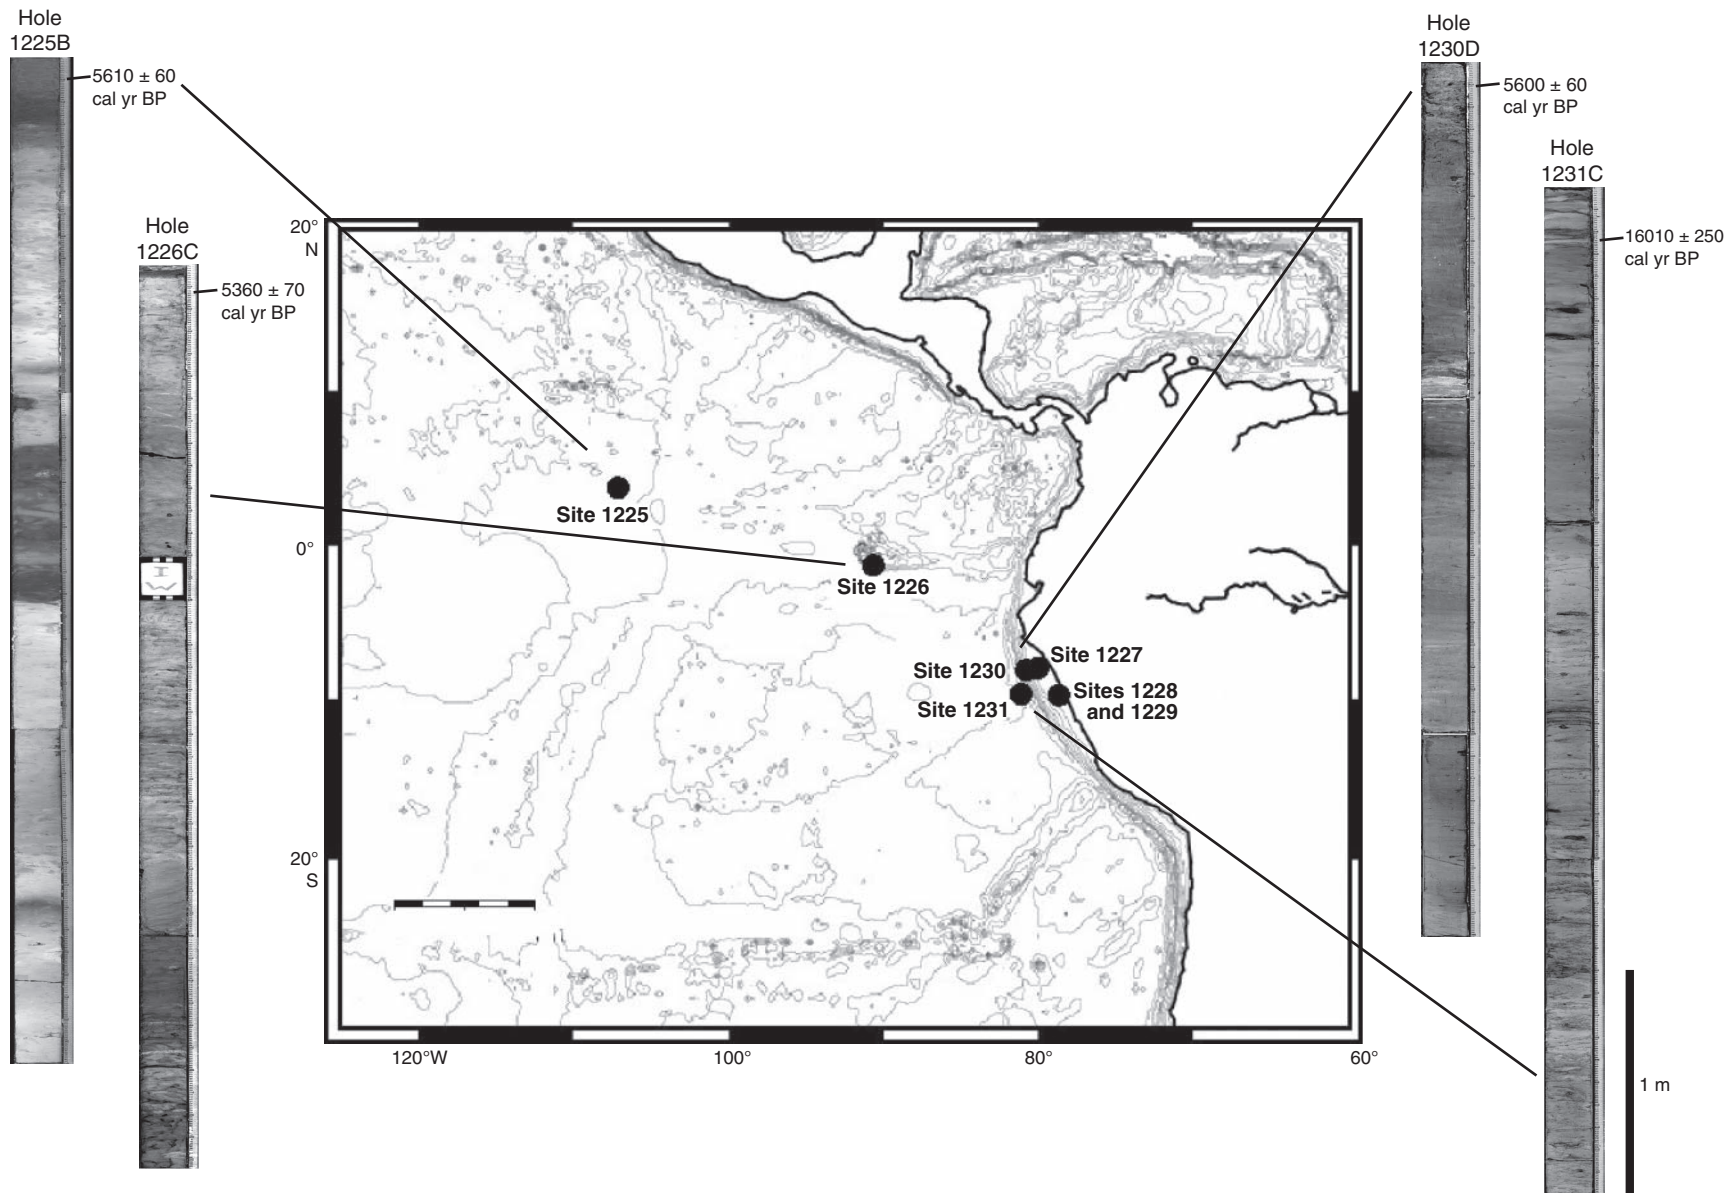 Hole
1225B
5610 ± 60
cal yr BP
Hole
1226C
5360 ± 70
cal yr BP
Hole
1230D
5600 ± 60
cal yr BP
Hole
1231C
16010 ± 250
cal yr BP
20°
N
0°
20°
S
120°W
100°
80°
60°
Site 1225
Site 1226
Site 1227
Site 1230
Sites 1228
and 1229
Site 1231
1 m